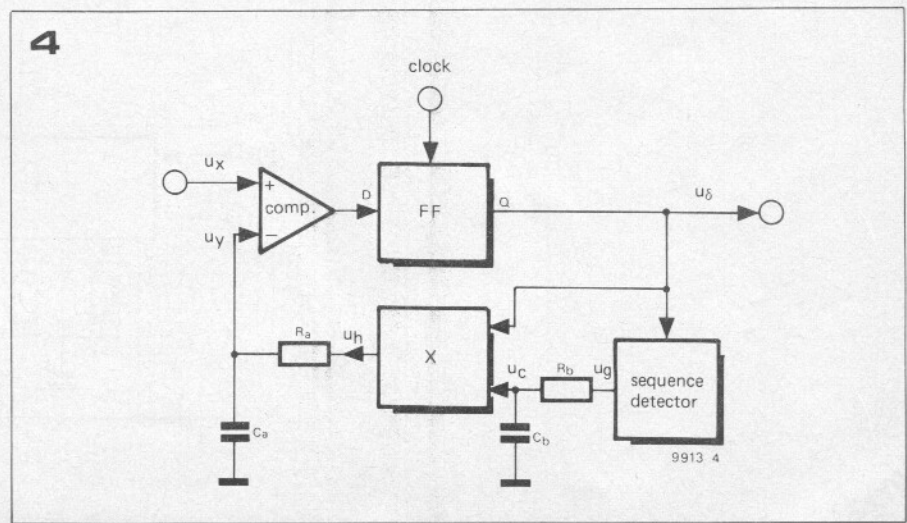 4
clock
ux
+
comp.
D
FF
Q
uδ
uy
−
Ra
uh
X
uc
Rb
ug
sequence
detector
Ca
Cb
9913 4